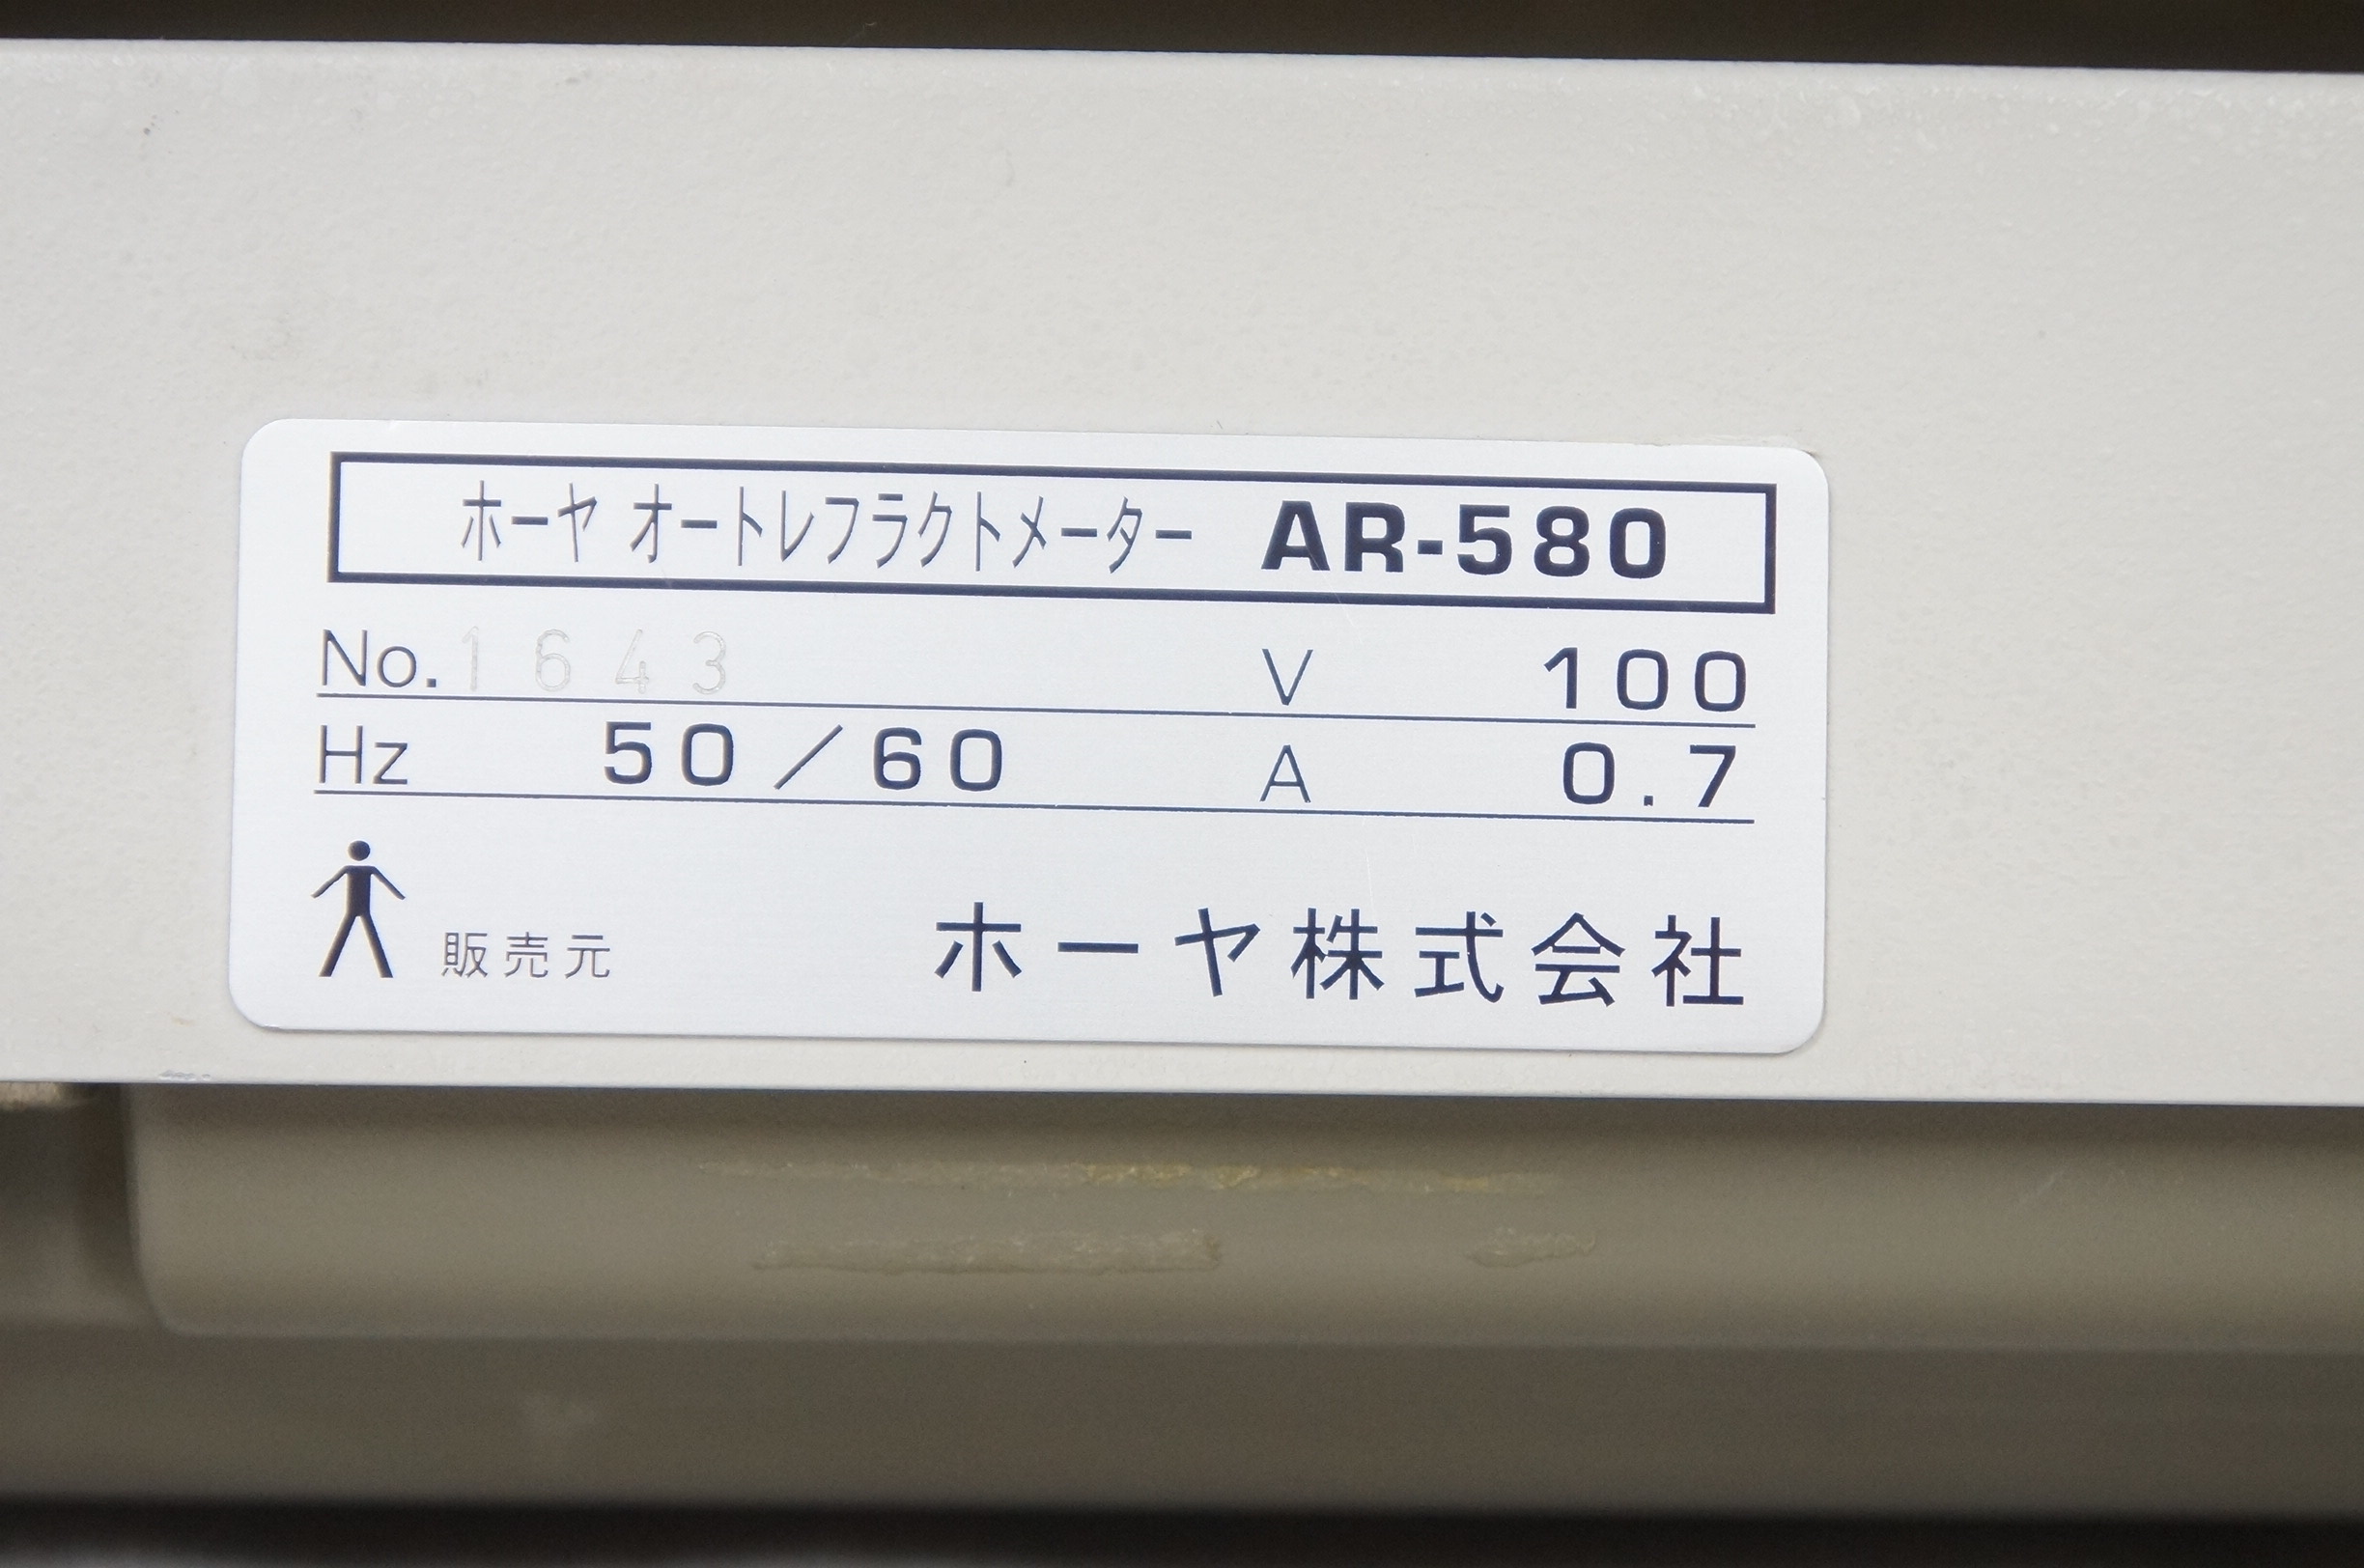 ホーヤ オートレフラクトメーター AR-580
No. 1643 V 100
Hz 50/60 A 0.7
販売元 ホーヤ株式会社